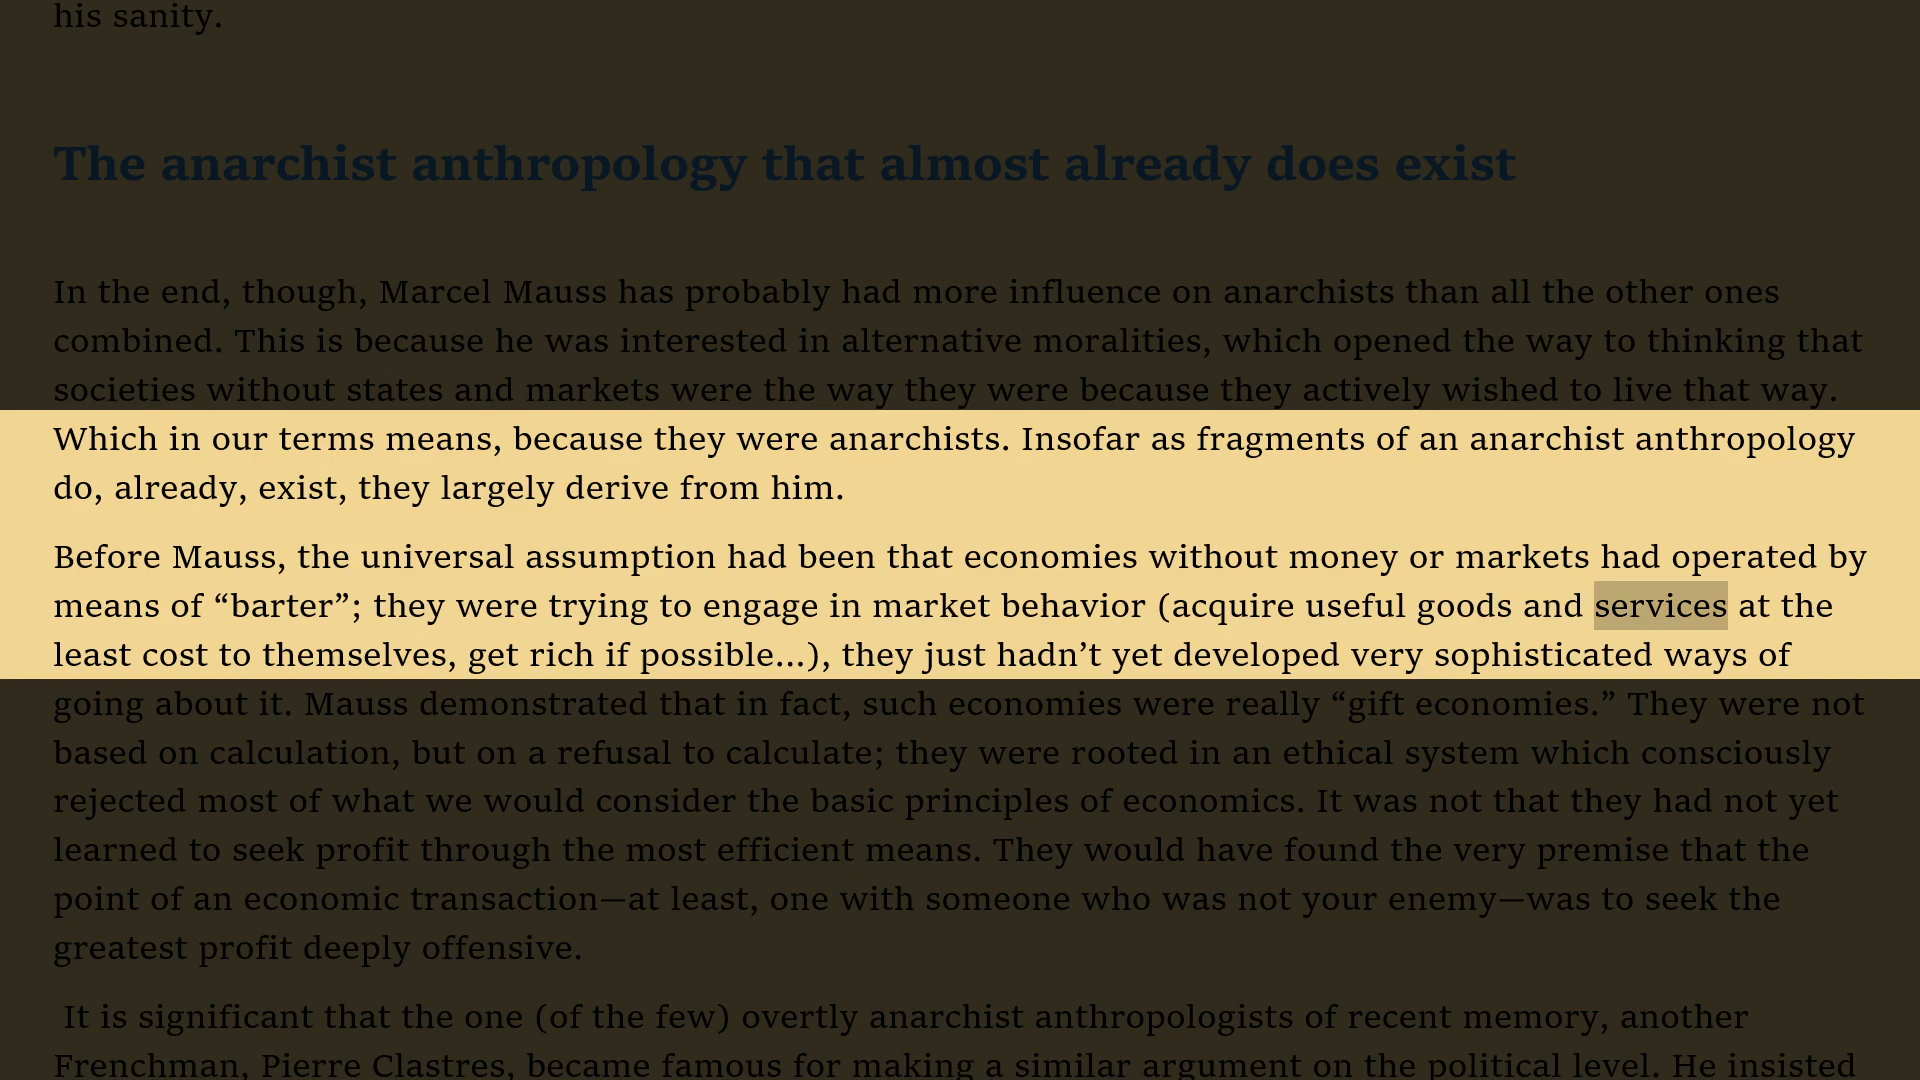 his sanity.
The anarchist anthropology that almost already does exist
In the end, though, Marcel Mauss has probably had more influence on anarchists than all the other ones
combined. This is because he was interested in alternative moralities, which opened the way to thinking that
societies without states and markets were the way they were because they actively wished to live that way.
Which in our terms means, because they were anarchists. Insofar as fragments of an anarchist anthropology
do, already, exist, they largely derive from him.
Before Mauss, the universal assumption had been that economies without money or markets had operated by
means of “barter”; they were trying to engage in market behavior (acquire useful goods and services at the
least cost to themselves, get rich if possible...), they just hadn’t yet developed very sophisticated ways of
going about it. Mauss demonstrated that in fact, such economies were really “gift economies.” They were not
based on calculation, but on a refusal to calculate; they were rooted in an ethical system which consciously
rejected most of what we would consider the basic principles of economics. It was not that they had not yet
learned to seek profit through the most efficient means. They would have found the very premise that the
point of an economic transaction—at least, one with someone who was not your enemy—was to seek the
greatest profit deeply offensive.
It is significant that the one (of the few) overtly anarchist anthropologists of recent memory, another
Frenchman, Pierre Clastres, became famous for making a similar argument on the political level. He insisted